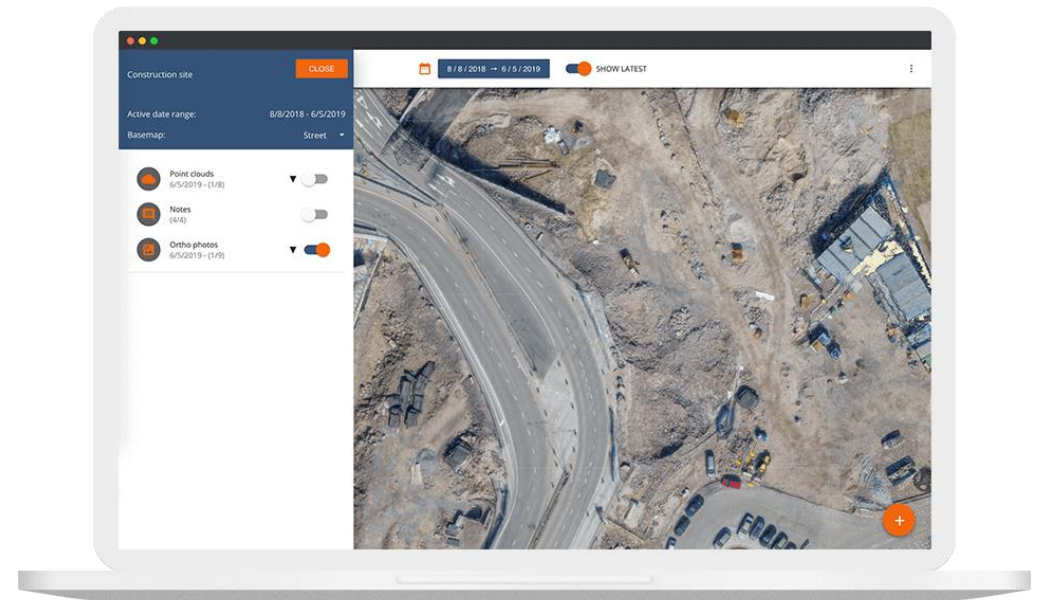 Construction site
CLOSE
8/8/2018 → 6/5/2019
SHOW LATEST
Active date range:
8/8/2018 - 6/5/2019
Basemap:
Street
Point clouds
6/5/2019 - (1/8)
Notes
(4/4)
Ortho photos
6/5/2019 - (1/9)